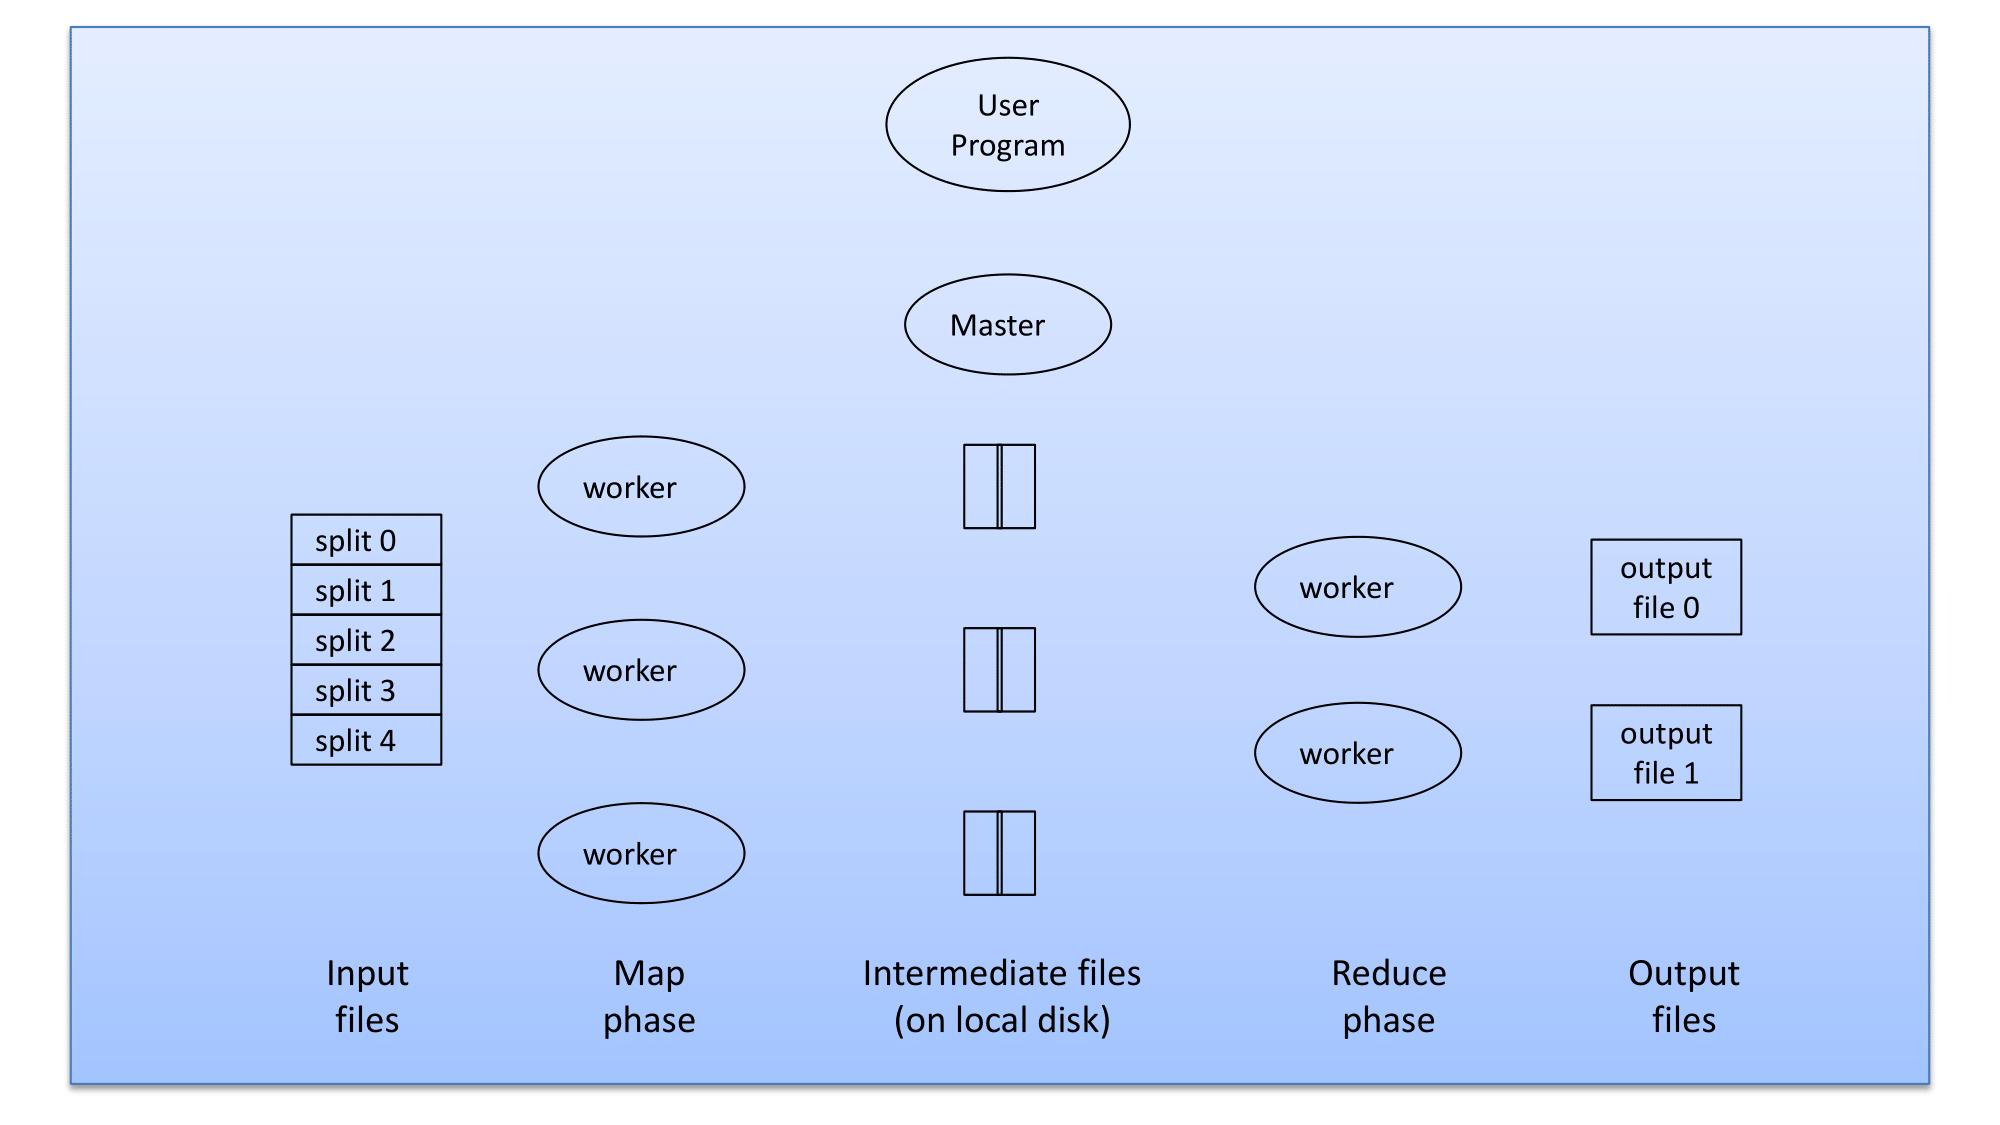 User
Program
Master
worker
split 0
split 1
split 2
split 3
split 4
worker
worker
worker
worker
output
file 0
output
file 1
Input
files
Map
phase
Intermediate files
(on local disk)
Reduce
phase
Output
files